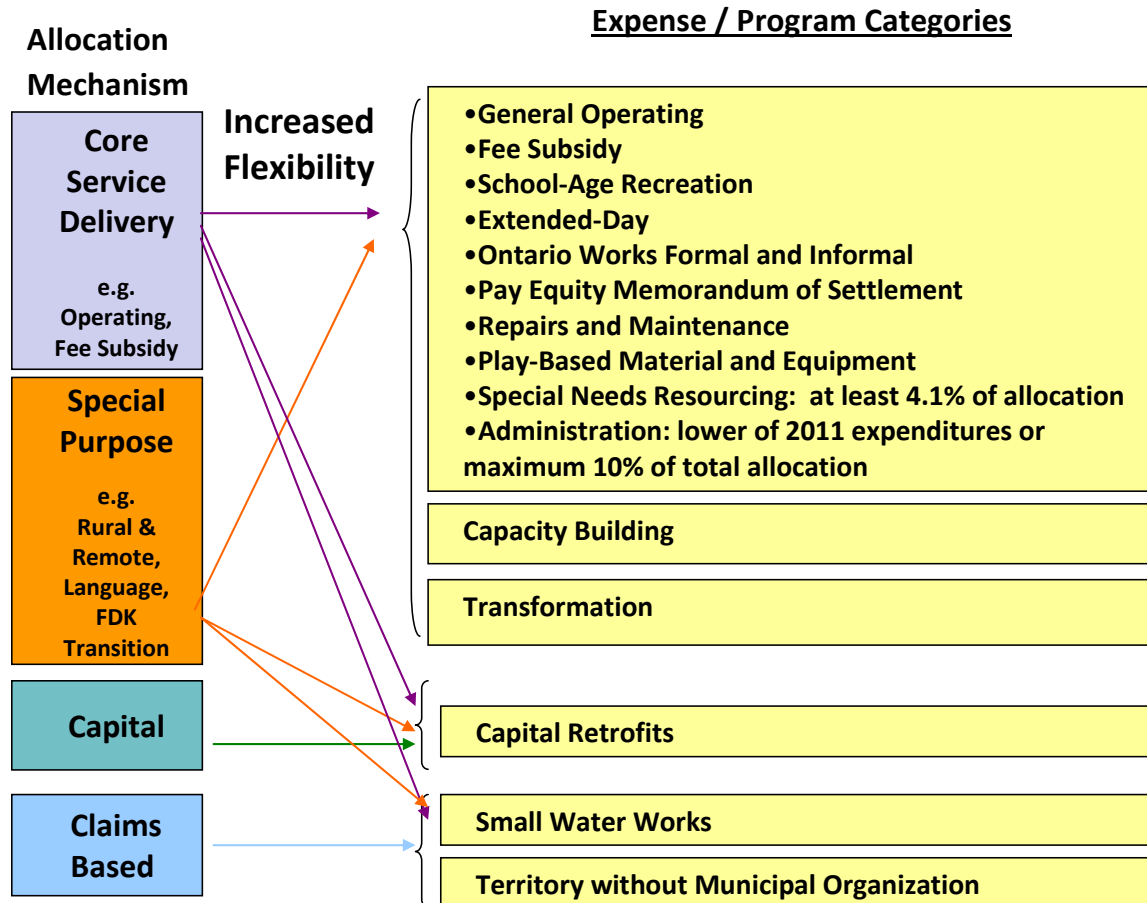 Expense / Program Categories
Allocation
Mechanism
Core
Service
Delivery
e.g.
Operating,
Fee Subsidy
Special
Purpose
e.g.
Rural &
Remote,
Language,
FDK
Transition
Capital
Claims
Based
Increased
Flexibility
•General Operating
•Fee Subsidy
•School-Age Recreation
•Extended-Day
•Ontario Works Formal and Informal
•Pay Equity Memorandum of Settlement
•Repairs and Maintenance
•Play-Based Material and Equipment
•Special Needs Resourcing:  at least 4.1% of allocation
•Administration: lower of 2011 expenditures or
maximum 10% of total allocation
Capacity Building
Transformation
Capital Retrofits
Small Water Works
Territory without Municipal Organization